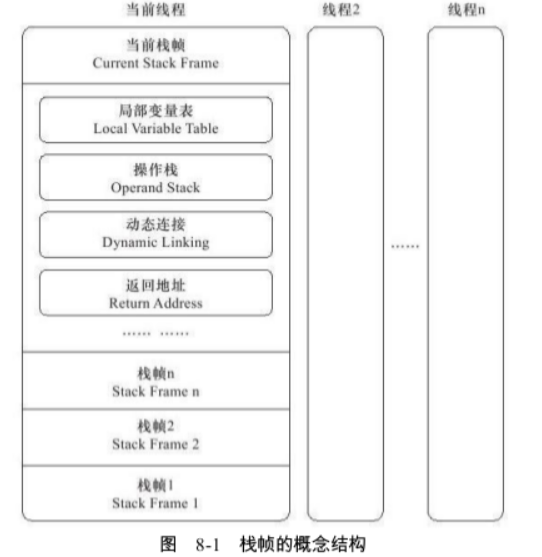 当前线程
线程2
线程n
当前栈帧
Current Stack Frame
局部变量表
Local Variable Table
操作栈
Operand Stack
动态连接
Dynamic Linking
……
返回地址
Return Address
…… ……
栈帧n
Stack Frame n
栈帧2
Stack Frame 2
栈帧1
Stack Frame 1
图 8-1 栈帧的概念结构